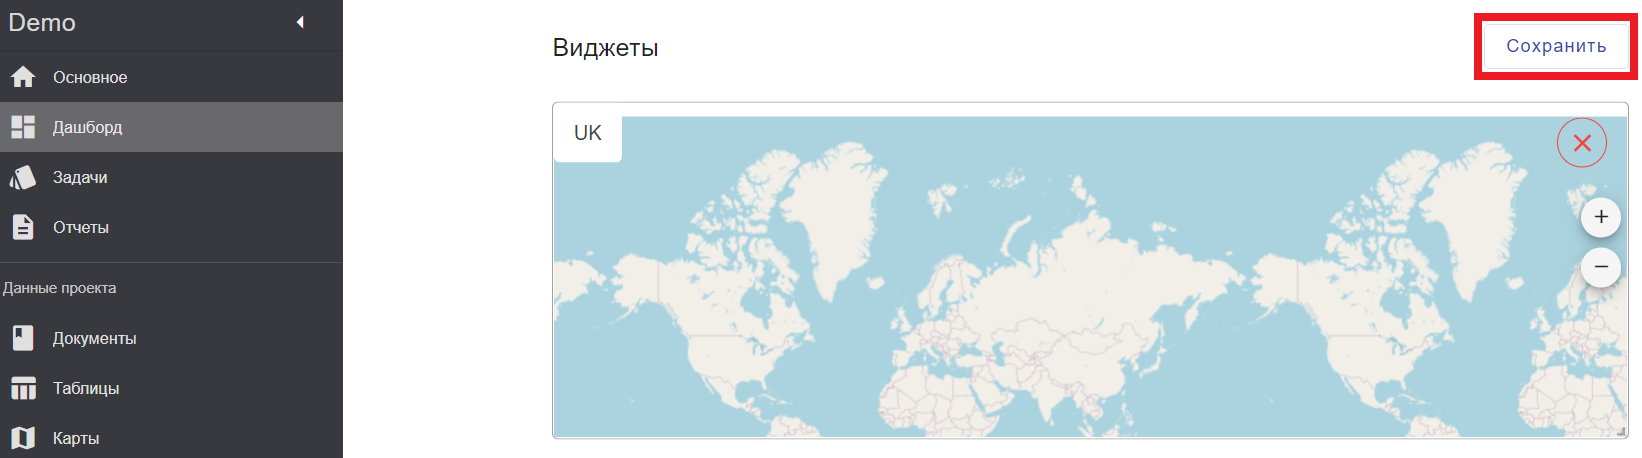 Demo
Основное
Дашборд
Задачи
Отчеты
Данные проекта
Документы
Таблицы
Карты
Виджеты
Сохранить
UK
+
−